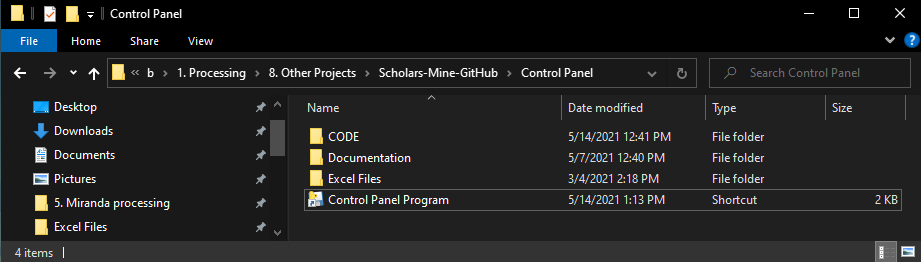 Control Panel
File Home Share View
b 1. Processing 8. Other Projects Scholars-Mine-GitHub Control Panel Search Control Panel
Desktop
Downloads
Documents
Pictures
5. Miranda processing
Excel Files
Name Date modified Type Size
CODE 5/14/2021 12:41 PM File folder
Documentation 5/7/2021 12:40 PM File folder
Excel Files 3/4/2021 2:18 PM File folder
Control Panel Program 5/14/2021 1:13 PM Shortcut 2 KB
4 items